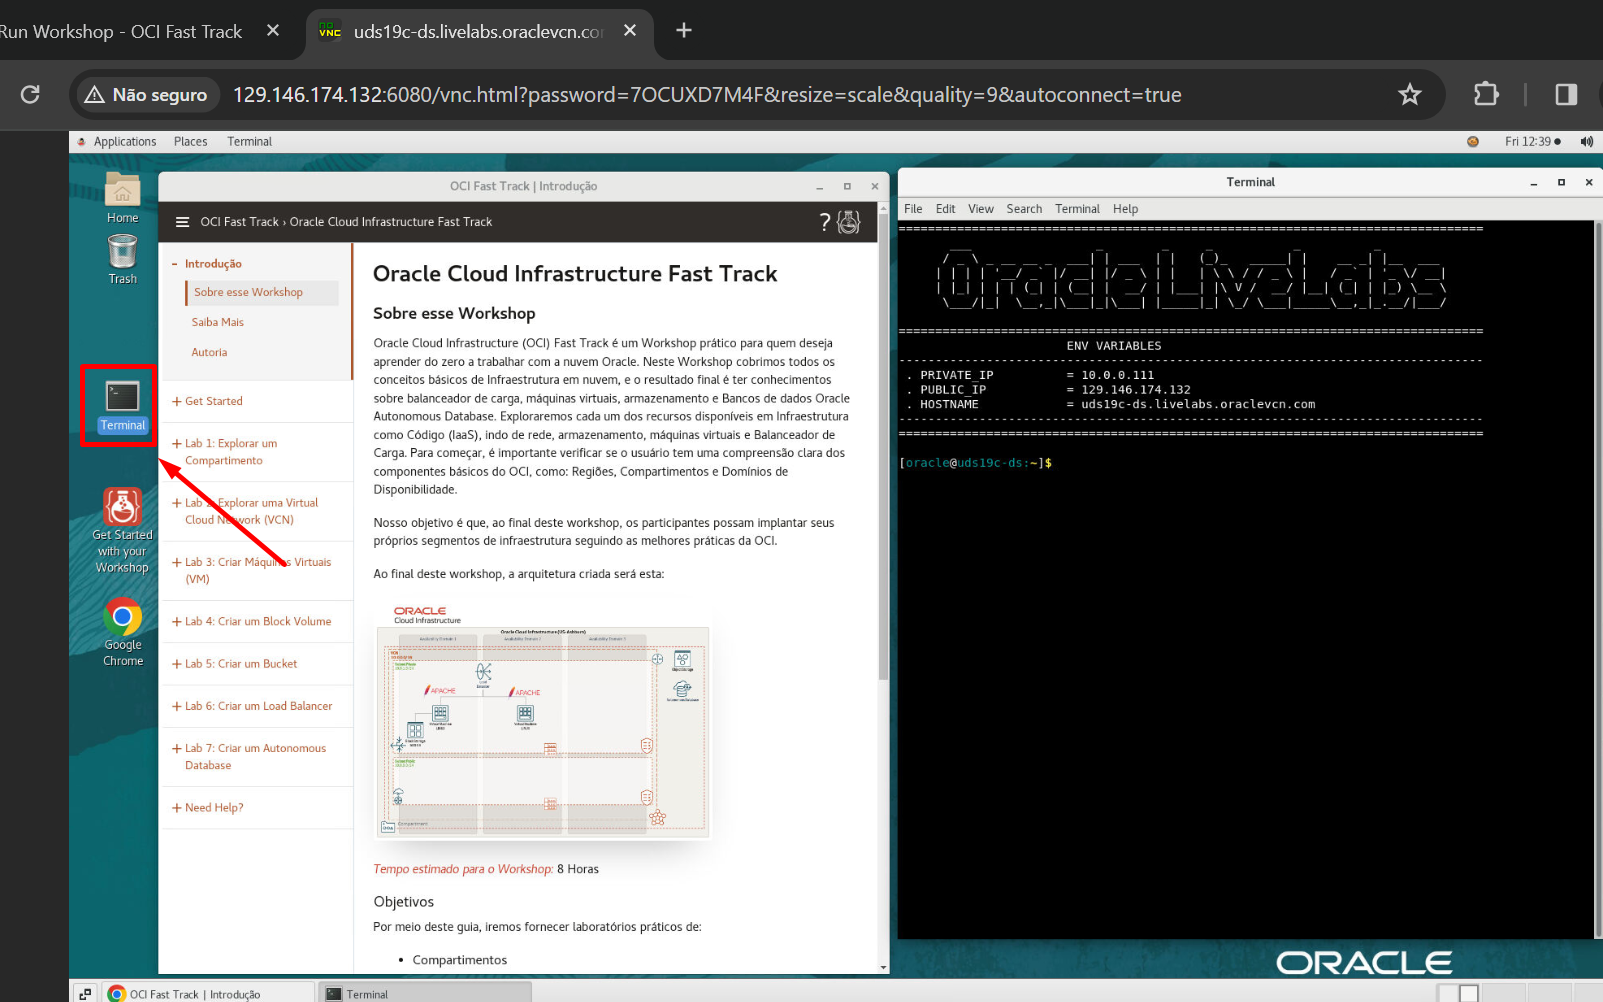 Run Workshop - OCI Fast Track
uds19c-ds.livelabs.oraclevcn.co
Não seguro
129.146.174.132:6080/vnc.html?password=7OCUXD7M4F&resize=scale&quality=9&autoconnect=true
Applications Places Terminal
Fri 12:39
Home
Trash
Terminal
Get Started
with your
Workshop
Google
Chrome
OCI Fast Track | Introdução
OCI Fast Track › Oracle Cloud Infrastructure Fast Track
?
- Introdução
Sobre esse Workshop
Saiba Mais
Autoria
+ Get Started
+ Lab 1: Explorar um
Compartimento
+ Lab 2: Explorar uma Virtual
Cloud Network (VCN)
+ Lab 3: Criar Máquinas Virtuais
(VM)
+ Lab 4: Criar um Block Volume
+ Lab 5: Criar um Bucket
+ Lab 6: Criar um Load Balancer
+ Lab 7: Criar um Autonomous
Database
+ Need Help?
Oracle Cloud Infrastructure Fast Track
Sobre esse Workshop
Oracle Cloud Infrastructure (OCI) Fast Track é um Workshop prático para quem deseja
aprender do zero a trabalhar com a nuvem Oracle. Neste Workshop cobrimos todos os
conceitos básicos de Infraestrutura em nuvem, e o resultado final é ter conhecimentos
sobre balanceador de carga, máquinas virtuais, armazenamento e Bancos de dados Oracle
Autonomous Database. Exploraremos cada um dos recursos disponíveis em Infraestrutura
como Código (IaaS), indo de rede, armazenamento, máquinas virtuais e Balanceador de
Carga. Para começar, é importante verificar se o usuário tem uma compreensão clara dos
componentes básicos do OCI, como: Regiões, Compartimentos e Domínios de
Disponibilidade.
Nosso objetivo é que, ao final deste workshop, os participantes possam implantar seus
próprios segmentos de infraestrutura seguindo as melhores práticas da OCI.
Ao final deste workshop, a arquitetura criada será esta:
ORACLE
Cloud Infrastructure
Availability Domain 1 Availability Domain 2 Availability Domain 3
APACHE
APACHE
Tempo estimado para o Workshop: 8 Horas
Objetivos
Por meio deste guia, iremos fornecer laboratórios práticos de:
• Compartimentos
Terminal
File Edit View Search Terminal Help
Oracle LiveLabs
ENV VARIABLES
. PRIVATE_IP = 10.0.0.111
. PUBLIC_IP = 129.146.174.132
. HOSTNAME = uds19c-ds.livelabs.oraclevcn.com
[oracle@uds19c-ds:~]$
ORACLE
OCI Fast Track | Introdução
Terminal